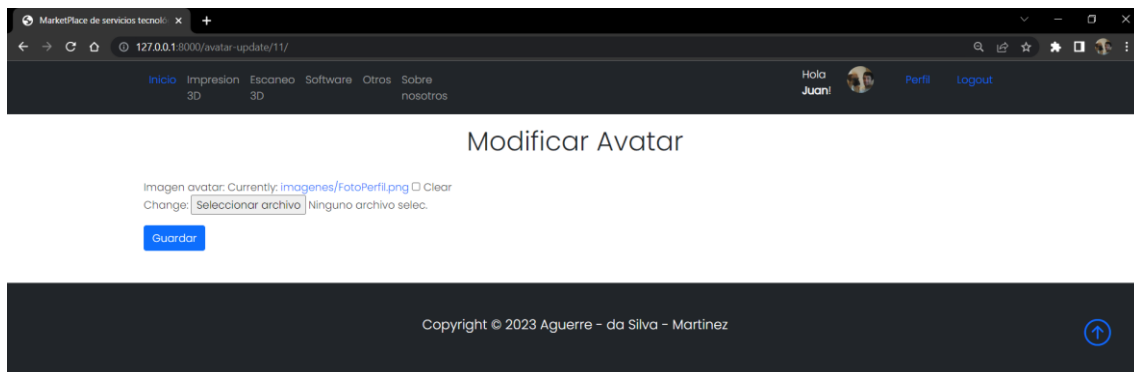 MarketPlace de servicios tecnoló
127.0.0.1:8000/avatar-update/11/
Inicio Impresion 3D Escaneo 3D Software Otros Sobre nosotros Hola Juan! Perfil Logout
Modificar Avatar
Imagen avatar: Currently: imagenes/FotoPerfil.png Clear
Change: Seleccionar archivo Ninguno archivo selec.
Guardar
Copyright © 2023 Aguerre - da Silva - Martinez